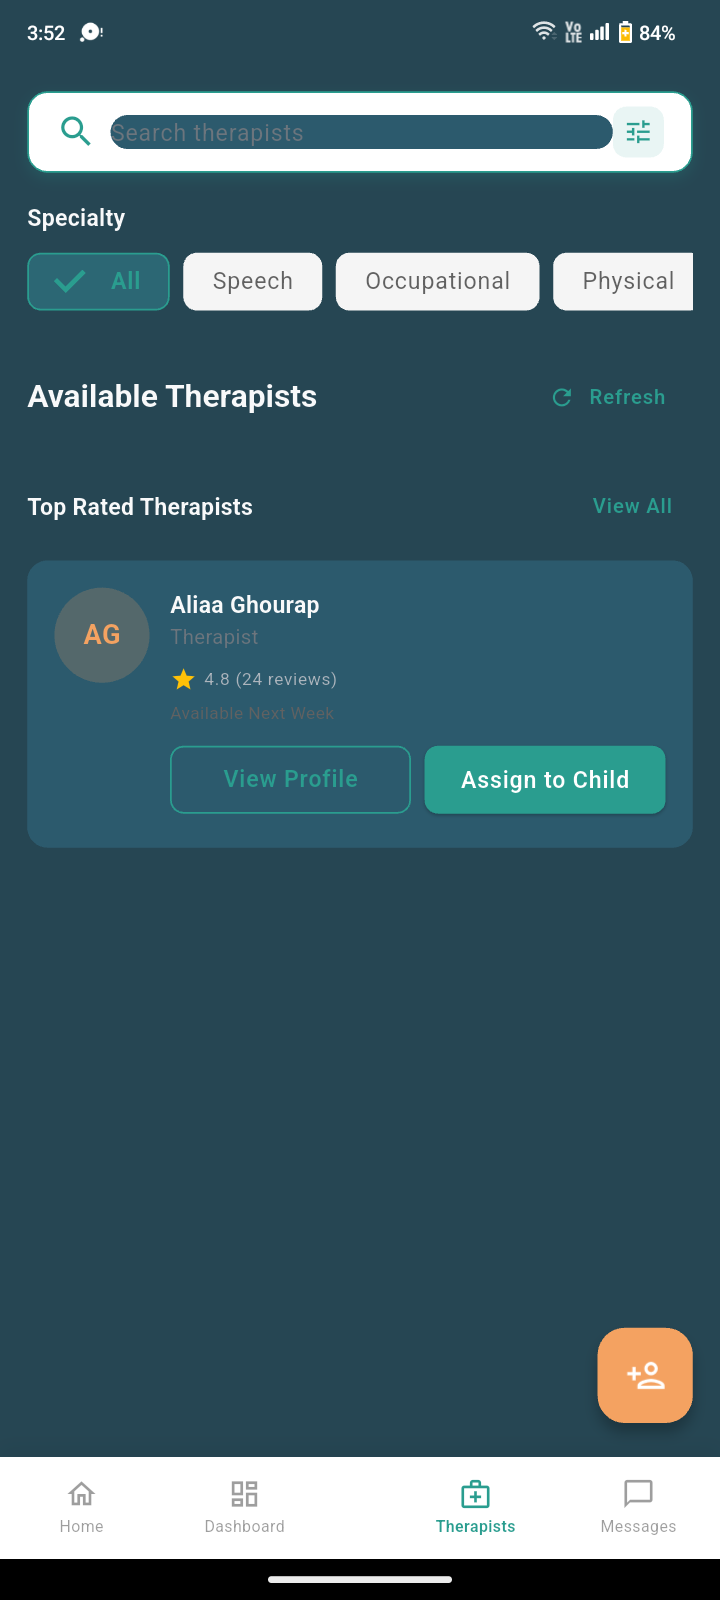 3:52
Vo LTE
84%
Search therapists
Specialty
All
Speech
Occupational
Physical
Available Therapists
Refresh
Top Rated Therapists
View All
AG
Aliaa Ghourap
Therapist
4.8 (24 reviews)
Available Next Week
View Profile
Assign to Child
Home
Dashboard
Therapists
Messages